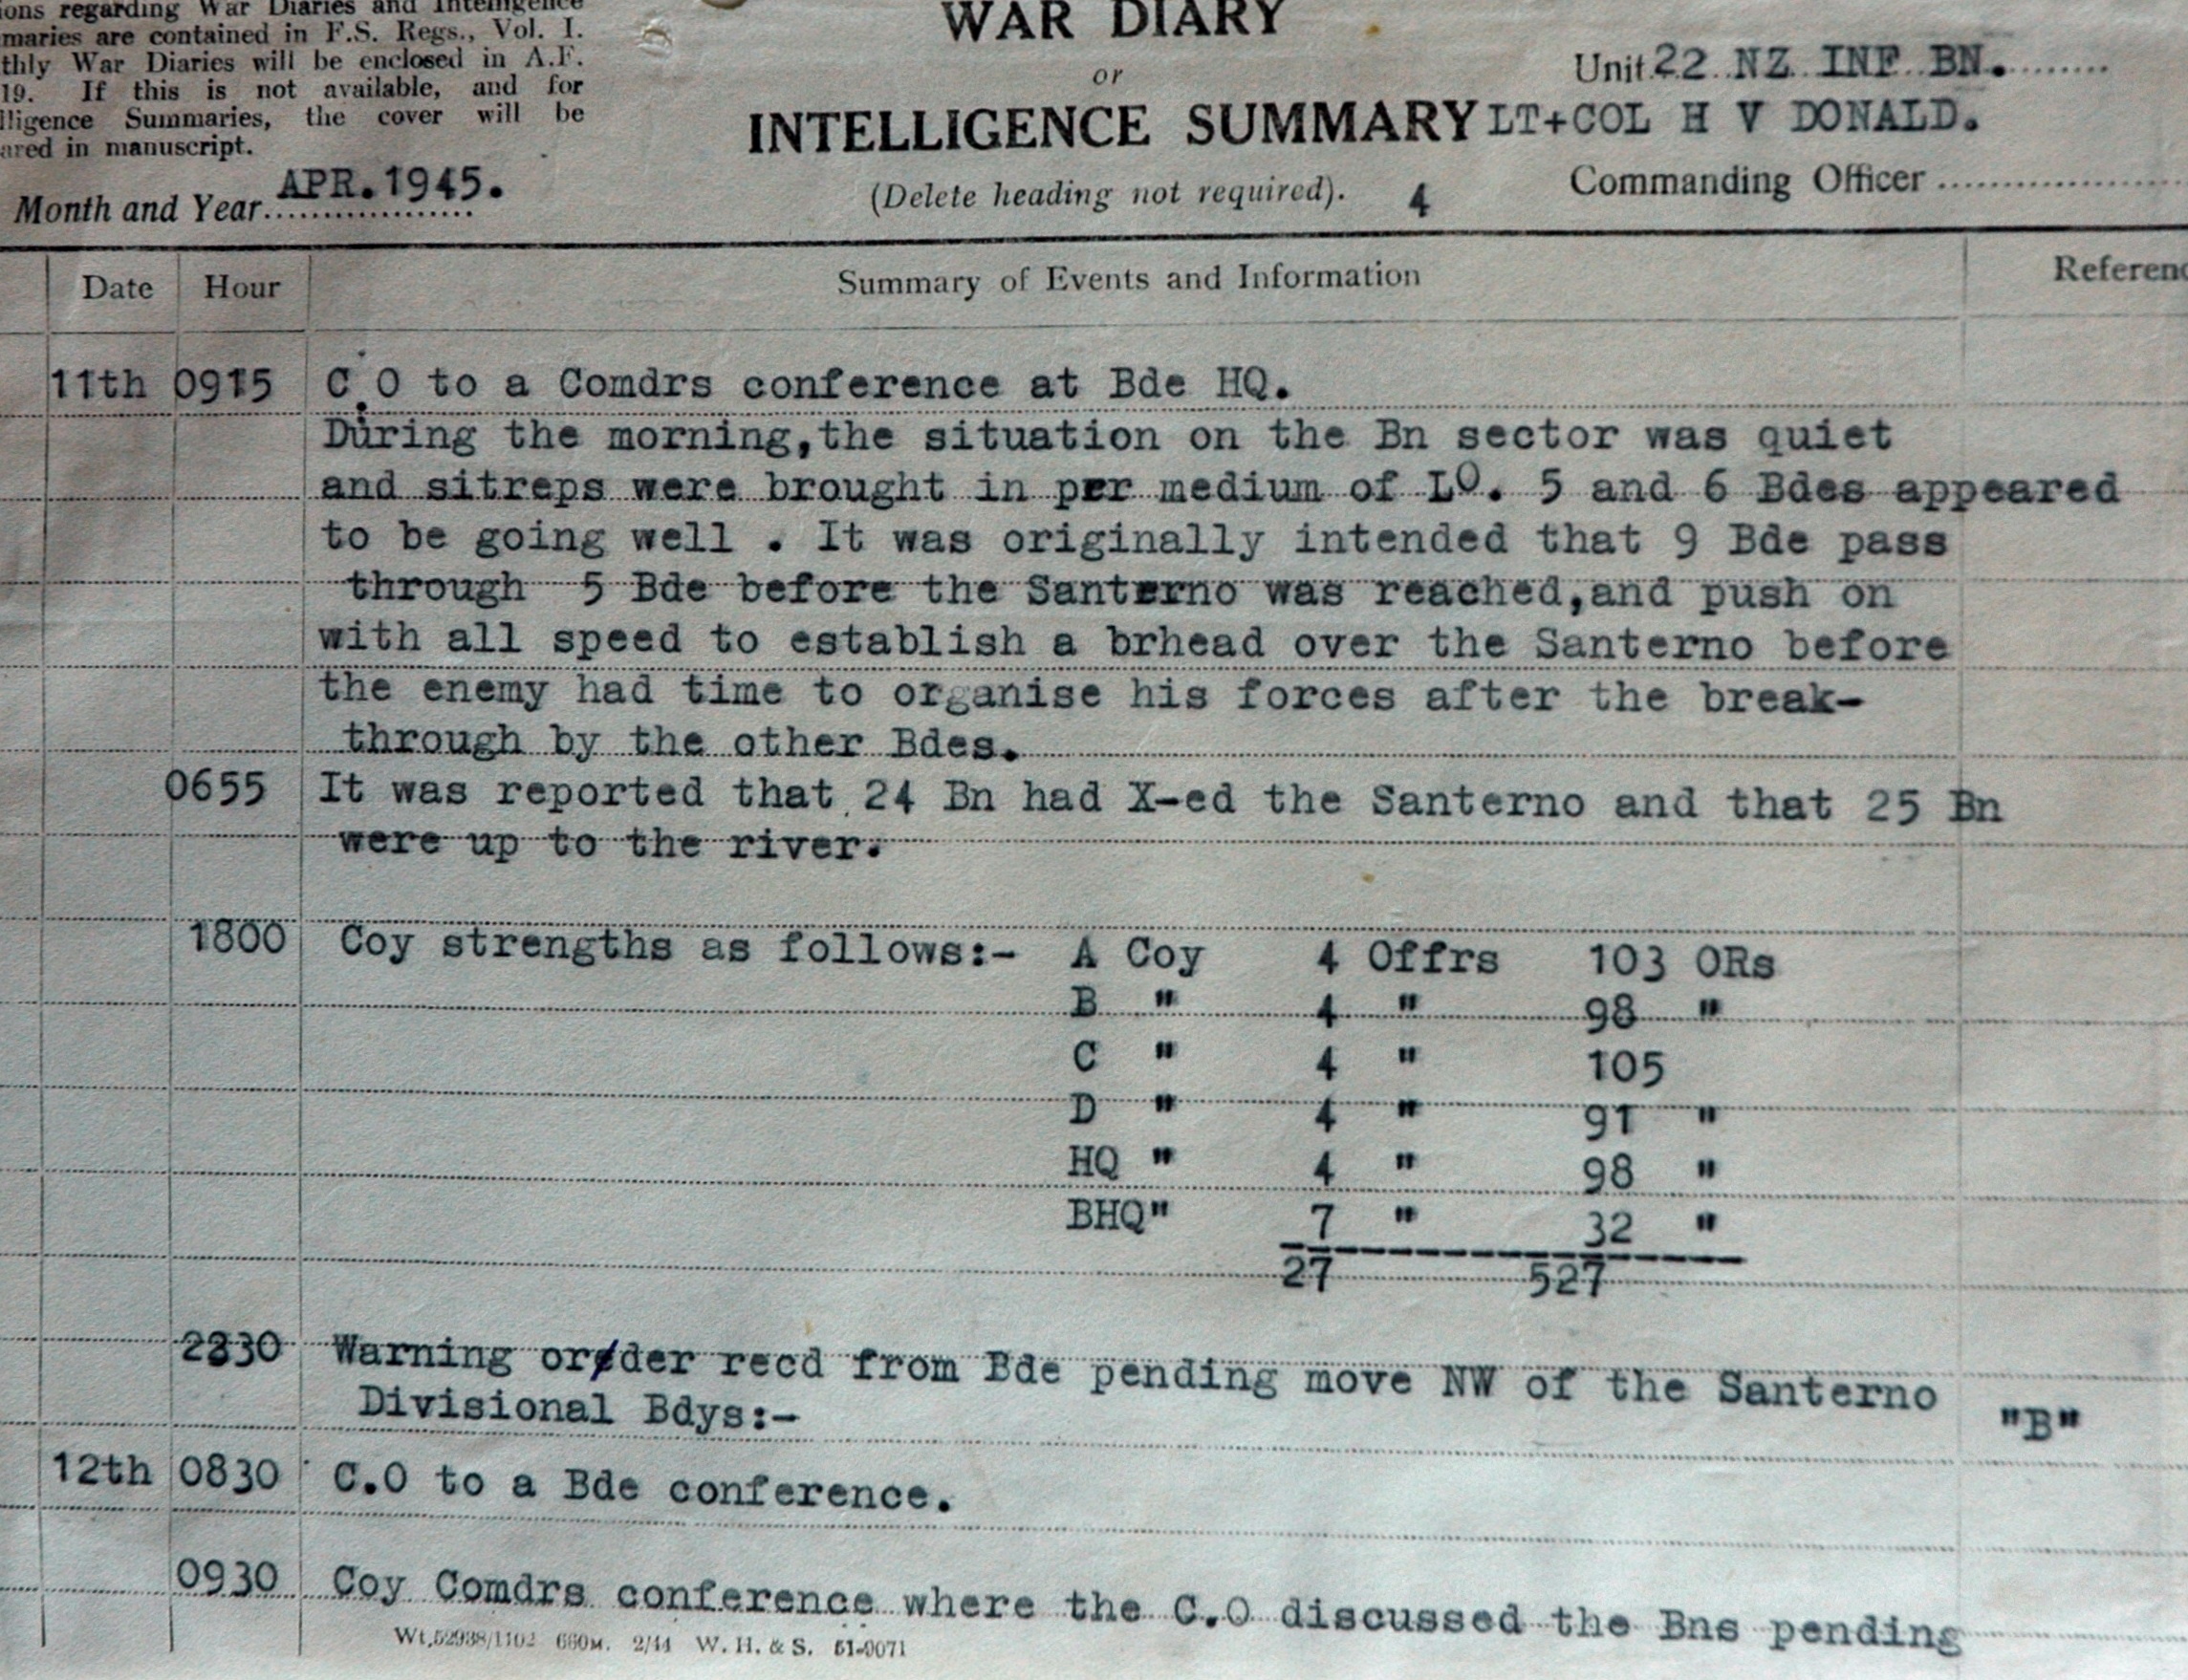 ions regarding War Diaries and Intelligence
maries are contained in F.S. Regs., Vol. I.
thly War Diaries will be enclosed in A.F.
19. If this is not available, and for
lligence Summaries, the cover will be
ared in manuscript.
Month and Year APR. 1945.
WAR DIARY
or
INTELLIGENCE SUMMARY
(Delete heading not required). 4
Unit 22 NZ INF BN.
LT+COL H V DONALD.
Commanding Officer
Date Hour Summary of Events and Information Referenc
11th 0915 C.O to a Comdrs conference at Bde HQ.
During the morning, the situation on the Bn sector was quiet
and sitreps were brought in per medium of LO. 5 and 6 Bdes appeared
to be going well . It was originally intended that 9 Bde pass
through 5 Bde before the Santerno was reached, and push on
with all speed to establish a brhead over the Santerno before
the enemy had time to organise his forces after the break-
through by the other Bdes.
0655 It was reported that 24 Bn had X-ed the Santerno and that 25 Bn
were up to the river.
1800 Coy strengths as follows:- A Coy 4 Offrs 103 ORs
B " 4 " 98 "
C " 4 " 105
D " 4 " 91 "
HQ " 4 " 98 "
BHQ" 7 " 32 "
27 527
2330 Warning order recd from Bde pending move NW of the Santerno
Divisional Bdys:- "B"
12th 0830 C.O to a Bde conference.
0930 Coy Comdrs conference where the C.O discussed the Bns pending
Wt.52938/1102 660M. 2/44 W. H. & S. 51-9071